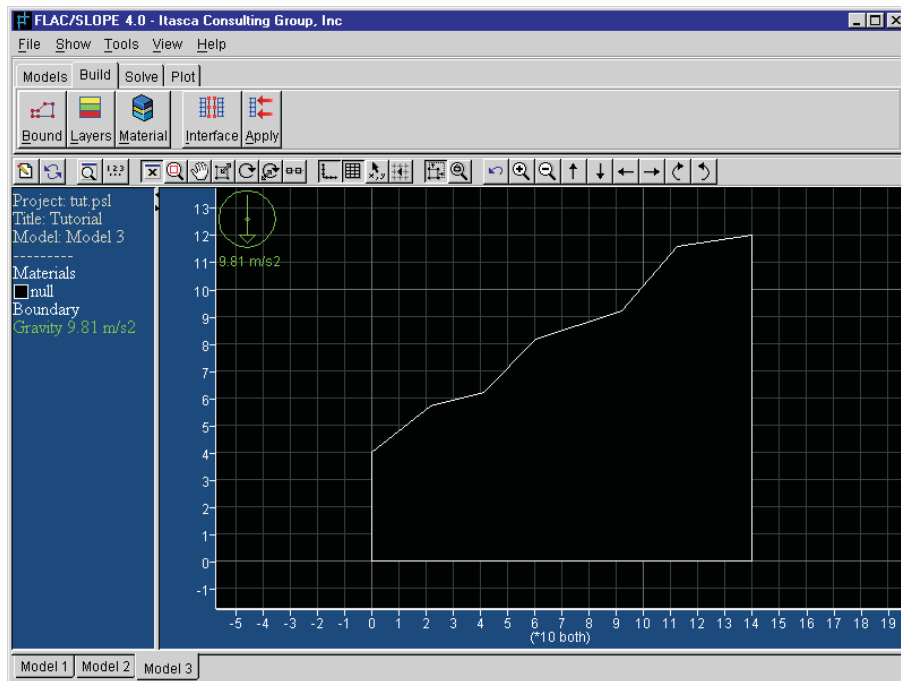 FLAC/SLOPE 4.0 - Itasca Consulting Group, Inc
File Show Tools View Help
Models Build Solve Plot
Bound Layers Material Interface Apply
1 2 3
x,y
Project: tut.psl
Title: Tutorial
Model: Model 3
---------
Materials
null
Boundary
Gravity 9.81 m/s2
9.81 m/s2
13
12
11
10
9
8
7
6
5
4
3
2
1
0
-1
-5 -4 -3 -2 -1 0 1 2 3 4 5 6 7 8 9 10 11 12 13 14 15 16 17 18 19
(*10 both)
Model 1 Model 2 Model 3